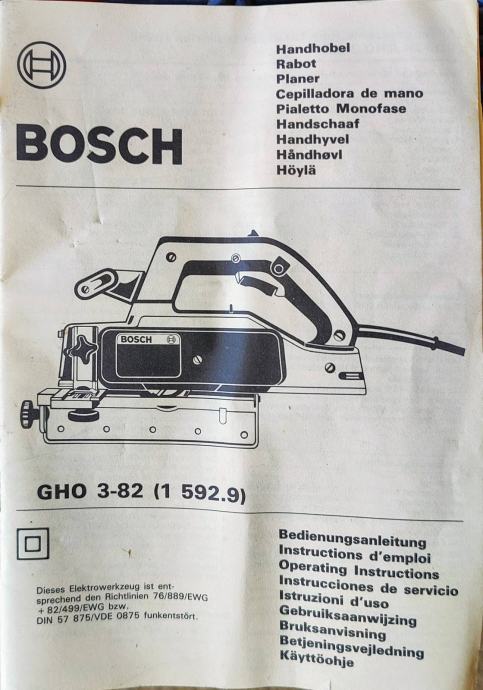 Handhobel
Rabot
Planer
Cepilladora de mano
Pialetto Monofase
Handschaaf
Handhyvel
Håndhøvl
Höylä
BOSCH
BOSCH
GHO 3-82 (1 592.9)
Dieses Elektrowerkzeug ist ent-
sprechend den Richtlinien 76/889/EWG
+ 82/499/EWG bzw.
DIN 57 875/VDE 0875 funkentstört.
Bedienungsanleitung
Instructions d'emploi
Operating Instructions
Instrucciones de servicio
Istruzioni d'uso
Gebruiksaanwijzing
Bruksanvisning
Betjeningsvejledning
Käyttöohje